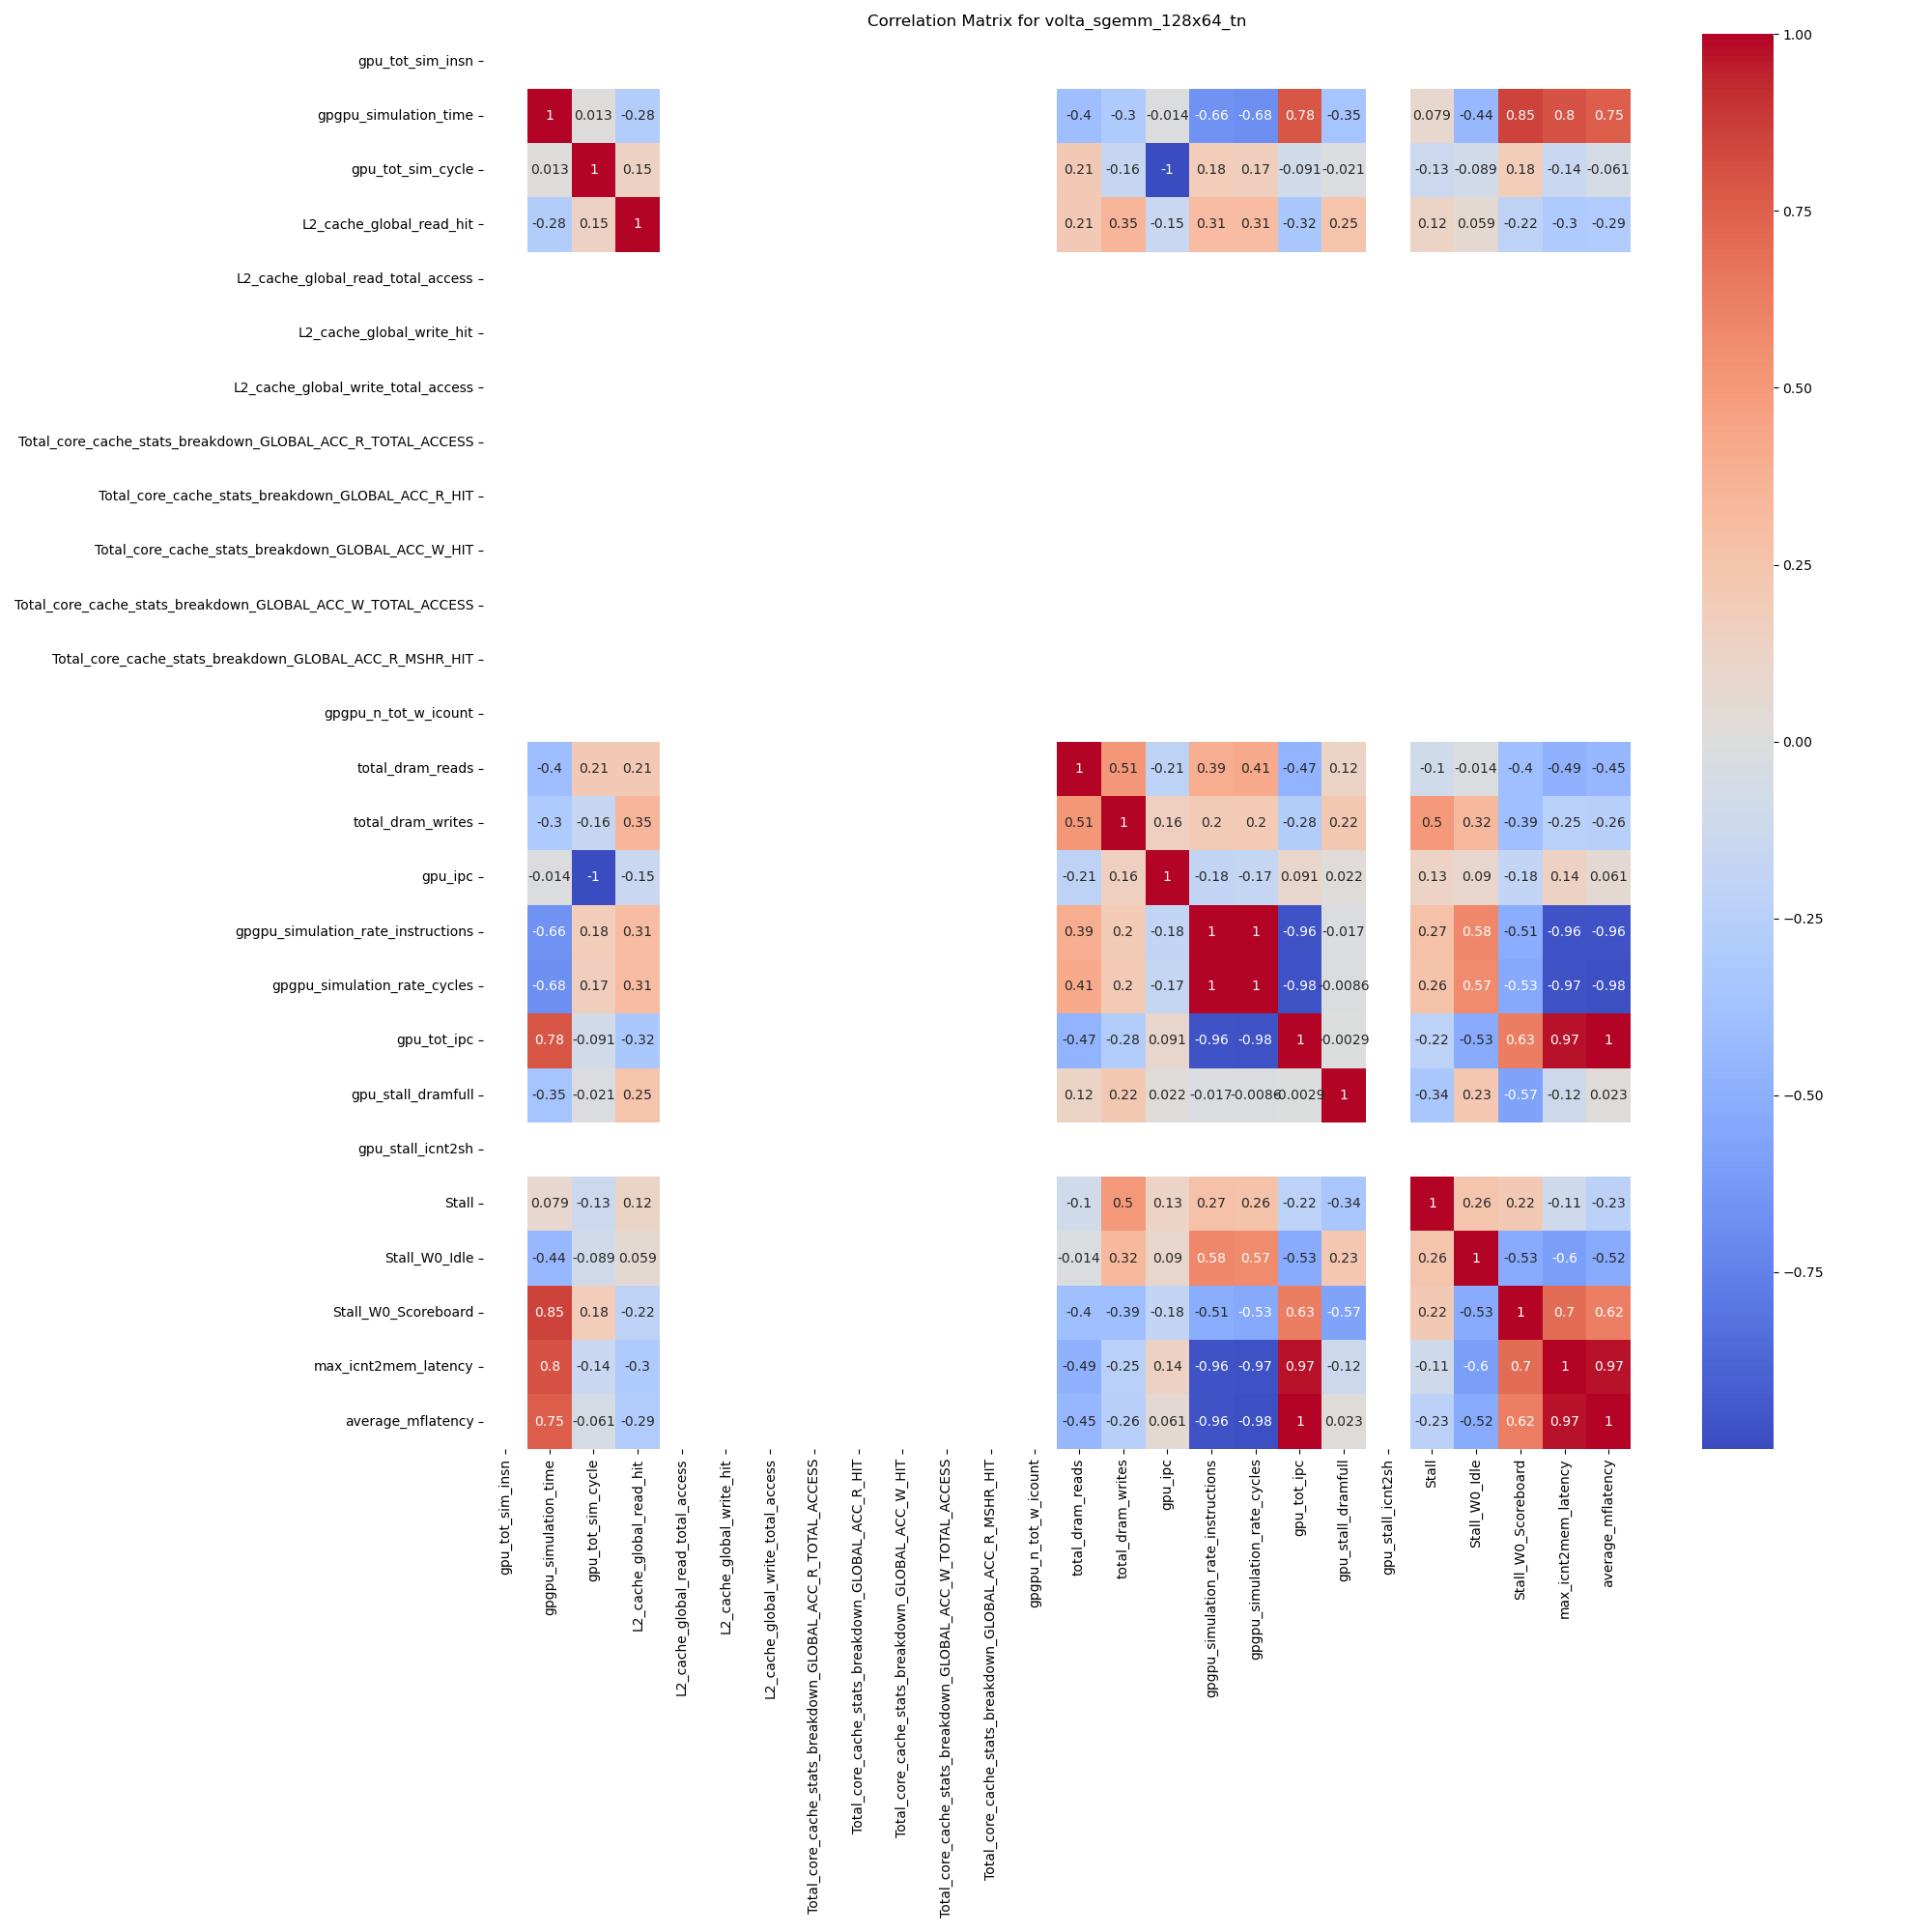 Correlation Matrix for volta_sgemm_128x64_tn
gpu_tot_sim_insn
gpgpu_simulation_time 1 0.013 -0.28 -0.4 -0.3 -0.014 -0.66 -0.68 0.78 -0.35 0.079 -0.44 0.85 0.8 0.75
gpu_tot_sim_cycle 0.013 1 0.15 0.21 -0.16 -1 0.18 0.17 -0.091 -0.021 -0.13 -0.089 0.18 -0.14 -0.061
L2_cache_global_read_hit -0.28 0.15 1 0.21 0.35 -0.15 0.31 0.31 -0.32 0.25 0.12 0.059 -0.22 -0.3 -0.29
L2_cache_global_read_total_access
L2_cache_global_write_hit
L2_cache_global_write_total_access
Total_core_cache_stats_breakdown_GLOBAL_ACC_R_TOTAL_ACCESS
Total_core_cache_stats_breakdown_GLOBAL_ACC_R_HIT
Total_core_cache_stats_breakdown_GLOBAL_ACC_W_HIT
Total_core_cache_stats_breakdown_GLOBAL_ACC_W_TOTAL_ACCESS
Total_core_cache_stats_breakdown_GLOBAL_ACC_R_MSHR_HIT
gpgpu_n_tot_w_icount
total_dram_reads -0.4 0.21 0.21 1 0.51 -0.21 0.39 0.41 -0.47 0.12 -0.1 -0.014 -0.4 -0.49 -0.45
total_dram_writes -0.3 -0.16 0.35 0.51 1 0.16 0.2 0.2 -0.28 0.22 0.5 0.32 -0.39 -0.25 -0.26
gpu_ipc -0.014 -1 -0.15 -0.21 0.16 1 -0.18 -0.17 0.091 0.022 0.13 0.09 -0.18 0.14 0.061
gpgpu_simulation_rate_instructions -0.66 0.18 0.31 0.39 0.2 -0.18 1 1 -0.96 -0.017 0.27 0.58 -0.51 -0.96 -0.96
gpgpu_simulation_rate_cycles -0.68 0.17 0.31 0.41 0.2 -0.17 1 1 -0.98 -0.0086 0.26 0.57 -0.53 -0.97 -0.98
gpu_tot_ipc 0.78 -0.091 -0.32 -0.47 -0.28 0.091 -0.96 -0.98 1 -0.0029 -0.22 -0.53 0.63 0.97 1
gpu_stall_dramfull -0.35 -0.021 0.25 0.12 0.22 0.022 -0.017 -0.0086 -0.0029 1 -0.34 0.23 -0.57 -0.12 0.023
gpu_stall_icnt2sh
Stall 0.079 -0.13 0.12 -0.1 0.5 0.13 0.27 0.26 -0.22 -0.34 1 0.26 0.22 -0.11 -0.23
Stall_W0_Idle -0.44 -0.089 0.059 -0.014 0.32 0.09 0.58 0.57 -0.53 0.23 0.26 1 -0.53 -0.6 -0.52
Stall_W0_Scoreboard 0.85 0.18 -0.22 -0.4 -0.39 -0.18 -0.51 -0.53 0.63 -0.57 0.22 -0.53 1 0.7 0.62
max_icnt2mem_latency 0.8 -0.14 -0.3 -0.49 -0.25 0.14 -0.96 -0.97 0.97 -0.12 -0.11 -0.6 0.7 1 0.97
average_mflatency 0.75 -0.061 -0.29 -0.45 -0.26 0.061 -0.96 -0.98 1 0.023 -0.23 -0.52 0.62 0.97 1
gpu_tot_sim_insn
gpgpu_simulation_time
gpu_tot_sim_cycle
L2_cache_global_read_hit
L2_cache_global_read_total_access
L2_cache_global_write_hit
L2_cache_global_write_total_access
Total_core_cache_stats_breakdown_GLOBAL_ACC_R_TOTAL_ACCESS
Total_core_cache_stats_breakdown_GLOBAL_ACC_R_HIT
Total_core_cache_stats_breakdown_GLOBAL_ACC_W_HIT
Total_core_cache_stats_breakdown_GLOBAL_ACC_W_TOTAL_ACCESS
Total_core_cache_stats_breakdown_GLOBAL_ACC_R_MSHR_HIT
gpgpu_n_tot_w_icount
total_dram_reads
total_dram_writes
gpu_ipc
gpgpu_simulation_rate_instructions
gpgpu_simulation_rate_cycles
gpu_tot_ipc
gpu_stall_dramfull
gpu_stall_icnt2sh
Stall
Stall_W0_Idle
Stall_W0_Scoreboard
max_icnt2mem_latency
average_mflatency
1.00
0.75
0.50
0.25
0.00
−0.25
−0.50
−0.75